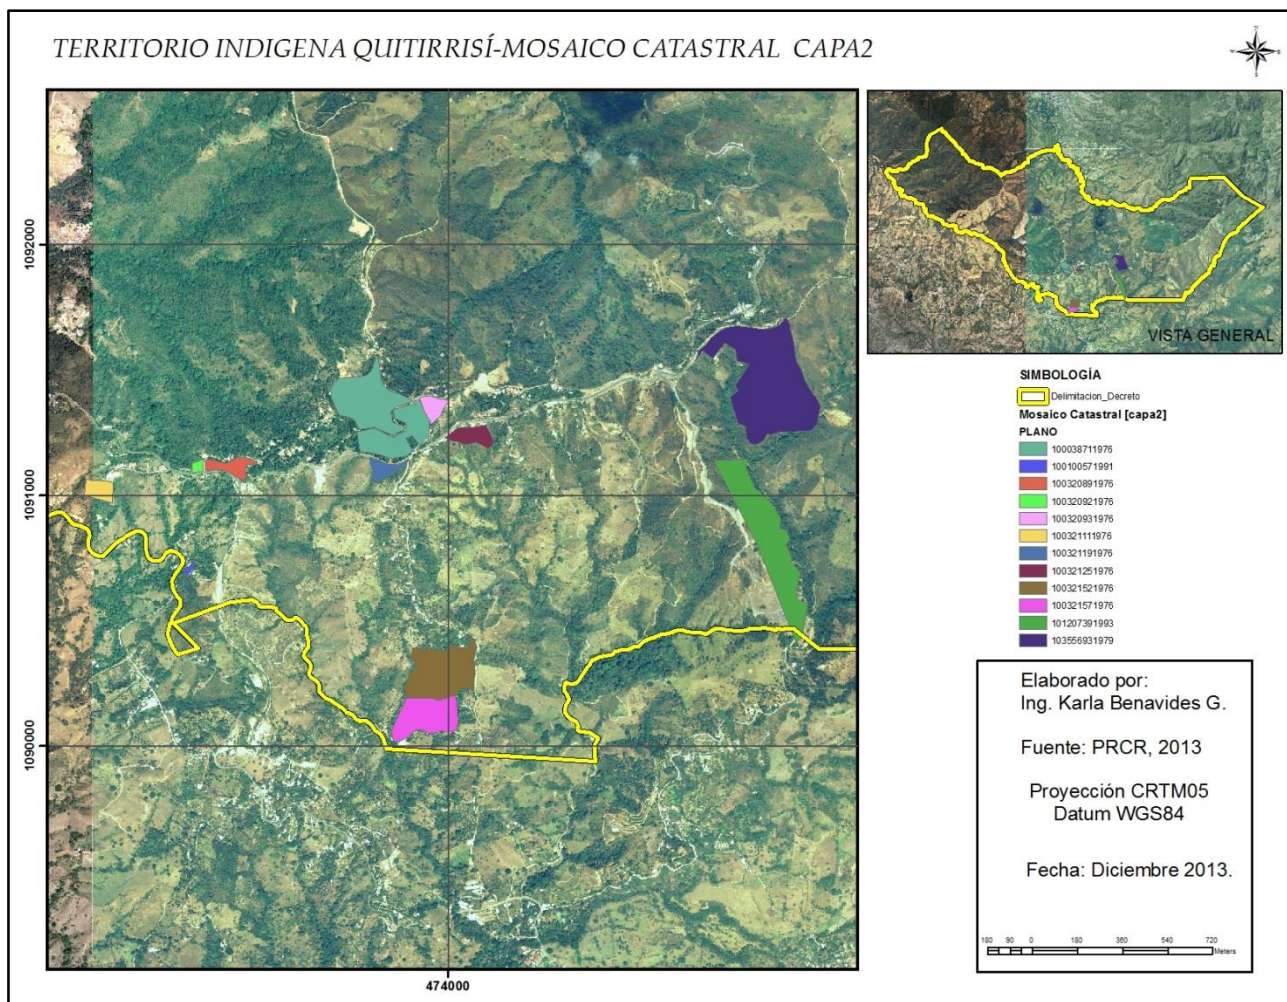 TERRITORIO INDIGENA QUITIRRISÍ-MOSAICO CATASTRAL CAPA2
1092000
1091000
1090000
474000
VISTA GENERAL
SIMBOLOGÍA
Delimitacion_Decreto
Mosaico Catastral [capa2]
PLANO
100038711976
100100571991
100320891976
100320921976
100320931976
100321111976
100321191976
100321251976
100321521976
100321571976
101207391993
103556931979
Elaborado por:
Ing. Karla Benavides G.
Fuente: PRCR, 2013
Proyección CRTM05
Datum WGS84
Fecha: Diciembre 2013.
180 90 0 180 360 540 720
Meters